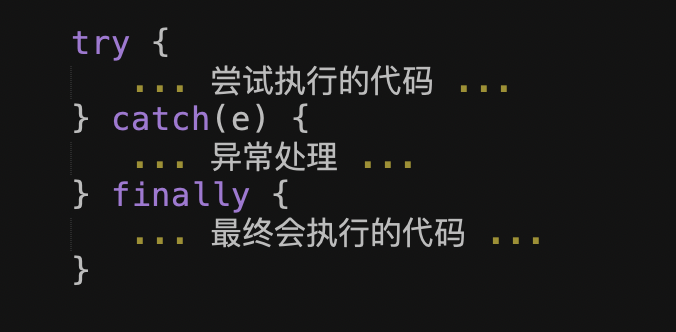 try {
... 尝试执行的代码 ...
} catch(e) {
... 异常处理 ...
} finally {
... 最终会执行的代码 ...
}